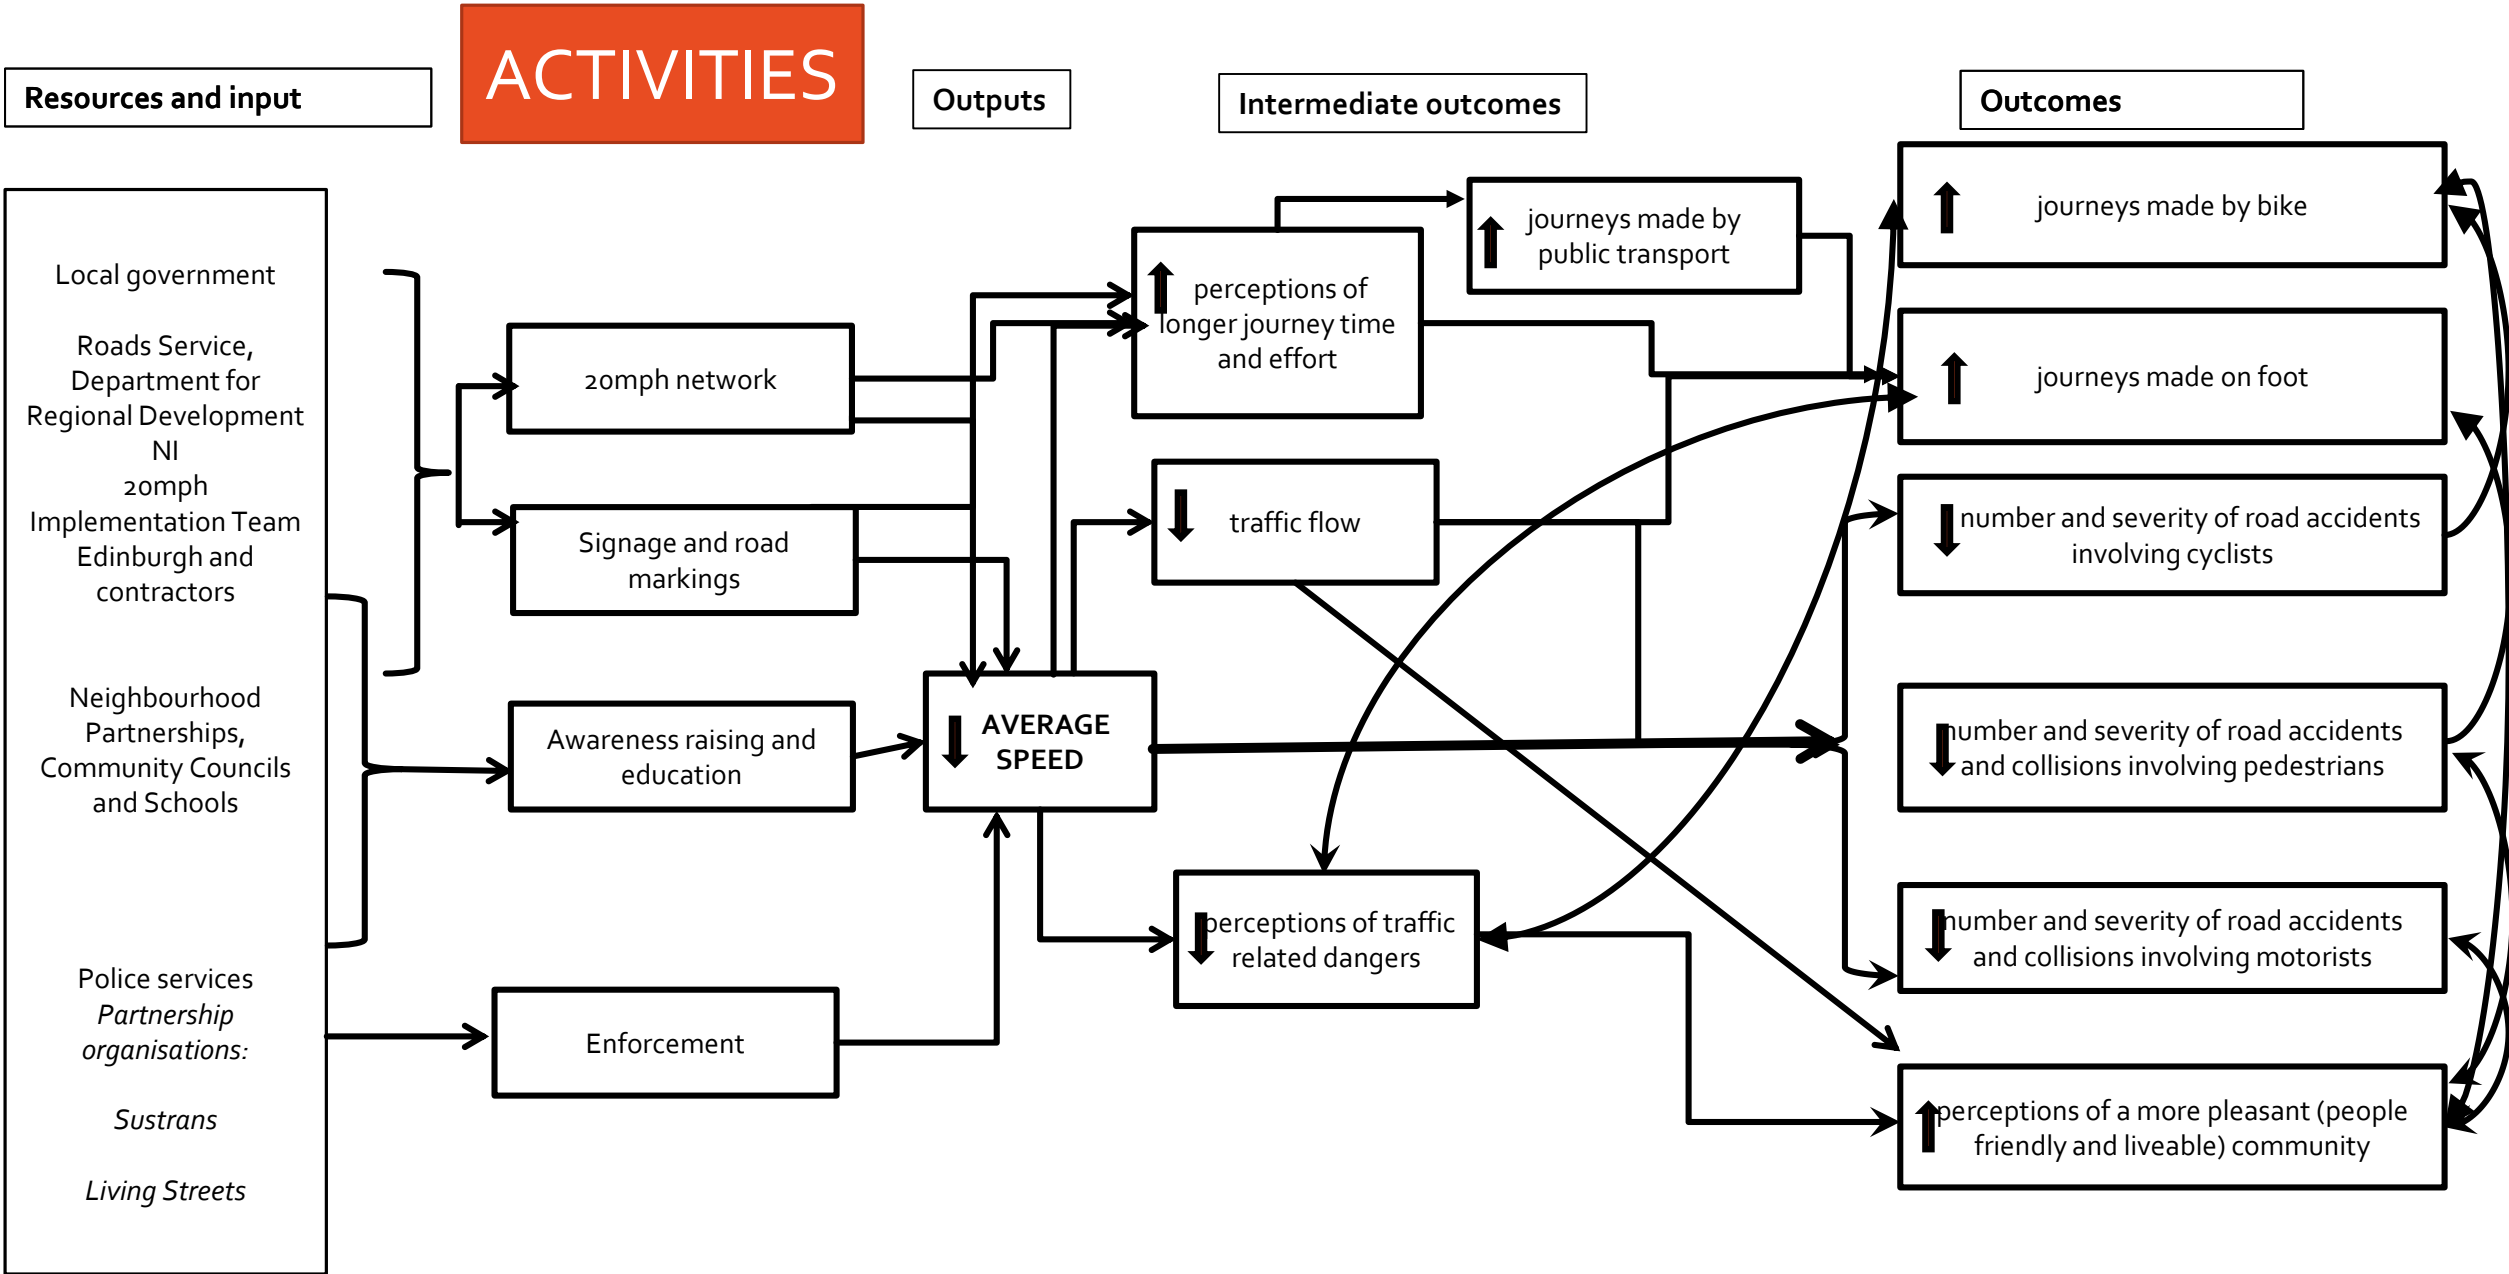 Resources and input
ACTIVITIES
Outputs
Intermediate outcomes
Outcomes
Local government
Roads Service,
Department for
Regional Development
NI
20mph
Implementation Team
Edinburgh and
contractors
Neighbourhood
Partnerships,
Community Councils
and Schools
Police services
Partnership
organisations:
Sustrans
Living Streets
20mph network
Signage and road
markings
Awareness raising and
education
Enforcement
AVERAGE
SPEED
perceptions of
longer journey time
and effort
journeys made by
public transport
traffic flow
perceptions of traffic
related dangers
journeys made by bike
journeys made on foot
number and severity of road accidents
involving cyclists
number and severity of road accidents
and collisions involving pedestrians
number and severity of road accidents
and collisions involving motorists
perceptions of a more pleasant (people
friendly and liveable) community